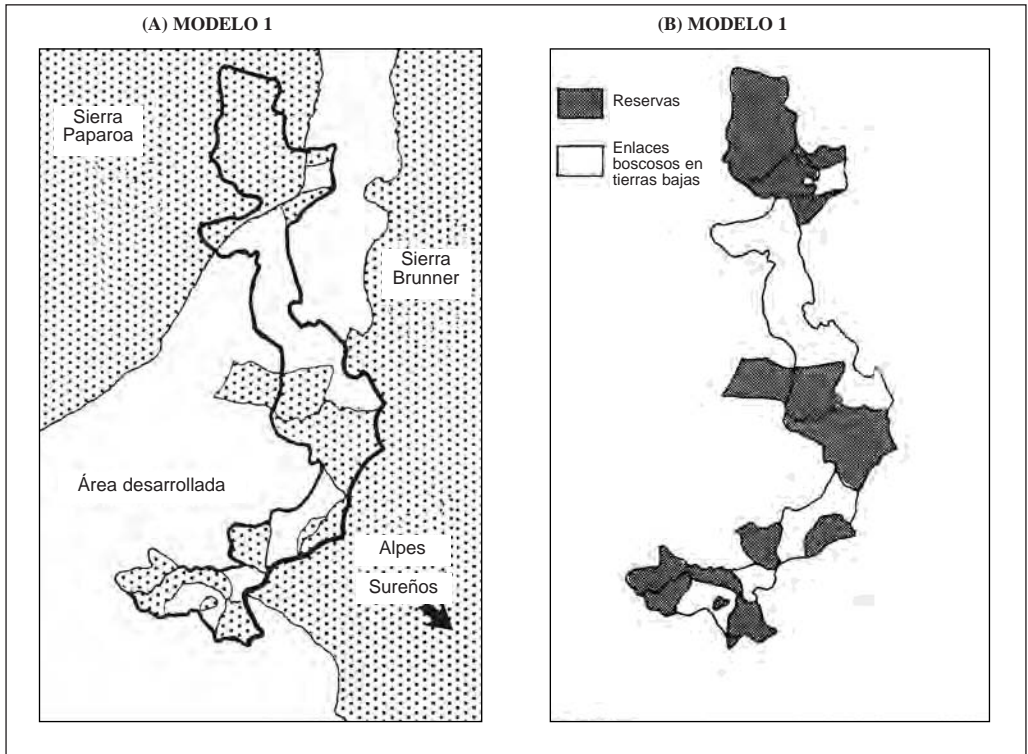 (A) MODELO 1
(B) MODELO 1
Sierra
Paparoa
Sierra
Brunner
Área desarrollada
Alpes
Sureños
Reservas
Enlaces
boscosos en
tierras bajas